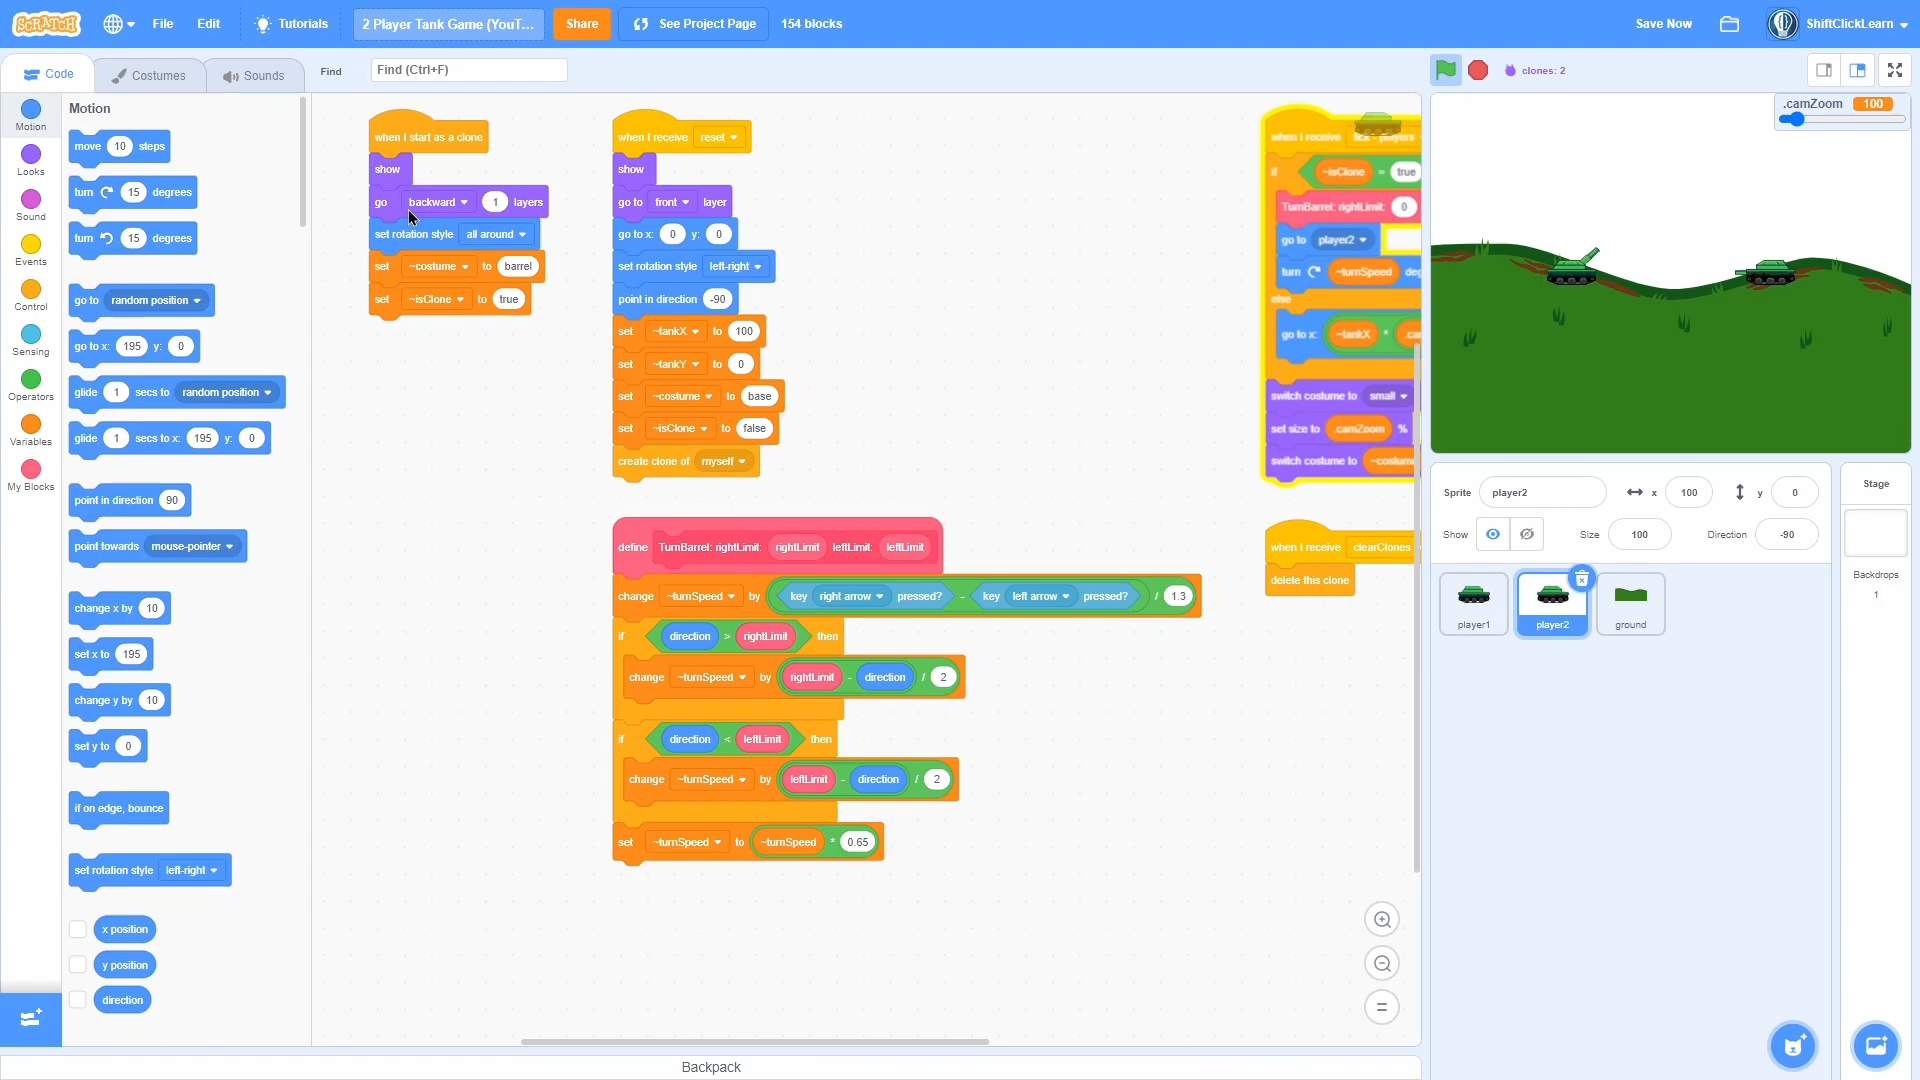 SCRATCH File Edit Tutorials 2 Player Tank Game (YouT... Share See Project Page 154 blocks Save Now ShiftClickLearn
Code Costumes Sounds Find Find (Ctrl+F) clones: 2
Motion
Looks
Sound
Events
Control
Sensing
Operators
Variables
My Blocks
Motion
move 10 steps
turn 15 degrees
turn 15 degrees
go to random position
go to x: 195 y: 0
glide 1 secs to random position
glide 1 secs to x: 195 y: 0
point in direction 90
point towards mouse-pointer
change x by 10
set x to 195
change y by 10
set y to 0
if on edge, bounce
set rotation style left-right
x position
y position
direction
when I start as a clone
show
go backward 1 layers
set rotation style all around
set ~costume to barrel
set ~isClone to true
when I receive reset
show
go to front layer
go to x: 0 y: 0
set rotation style left-right
point in direction -90
set ~tankX to 100
set ~tankY to 0
set ~costume to base
set ~isClone to false
create clone of myself
define TurnBarrel: rightLimit: rightLimit leftLimit: leftLimit
change ~turnSpeed by key right arrow pressed? - key left arrow pressed? / 1.3
if direction > rightLimit then
change ~turnSpeed by rightLimit - direction / 2
if direction < leftLimit then
change ~turnSpeed by leftLimit - direction / 2
set ~turnSpeed to ~turnSpeed * 0.65
when I receive
if ~isClone = true
TurnBarrel: rightLimit: 0
go to player2
turn ~turnSpeed deg
else
go to x: ~tankX * .ca
switch costume to small
set size to .camZoom %
switch costume to ~costum
when I receive clearClones
delete this clone
Backpack
.camZoom 100
Sprite player2 x 100 y 0
Show Size 100 Direction -90
player1
player2
ground
Stage
Backdrops
1